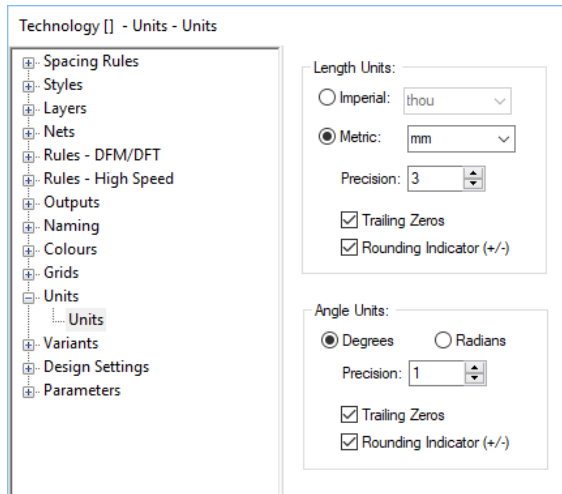 Technology [] - Units - Units
Spacing Rules
Styles
Layers
Nets
Rules - DFM/DFT
Rules - High Speed
Outputs
Naming
Colours
Grids
Units
Units
Variants
Design Settings
Parameters
Length Units:
Imperial: thou
Metric: mm
Precision: 3
Trailing Zeros
Rounding Indicator (+/-)
Angle Units:
Degrees Radians
Precision: 1
Trailing Zeros
Rounding Indicator (+/-)